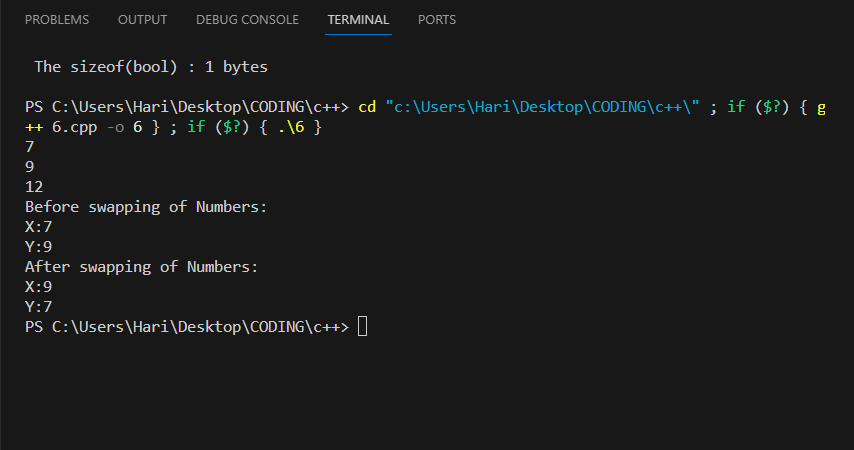 PROBLEMS OUTPUT DEBUG CONSOLE TERMINAL PORTS
The sizeof(bool) : 1 bytes
PS C:\Users\Hari\Desktop\CODING\c++> cd "c:\Users\Hari\Desktop\CODING\c++\" ; if ($?) { g
++ 6.cpp -o 6 } ; if ($?) { .\6 }
7
9
12
Before swapping of Numbers:
X:7
Y:9
After swapping of Numbers:
X:9
Y:7
PS C:\Users\Hari\Desktop\CODING\c++>